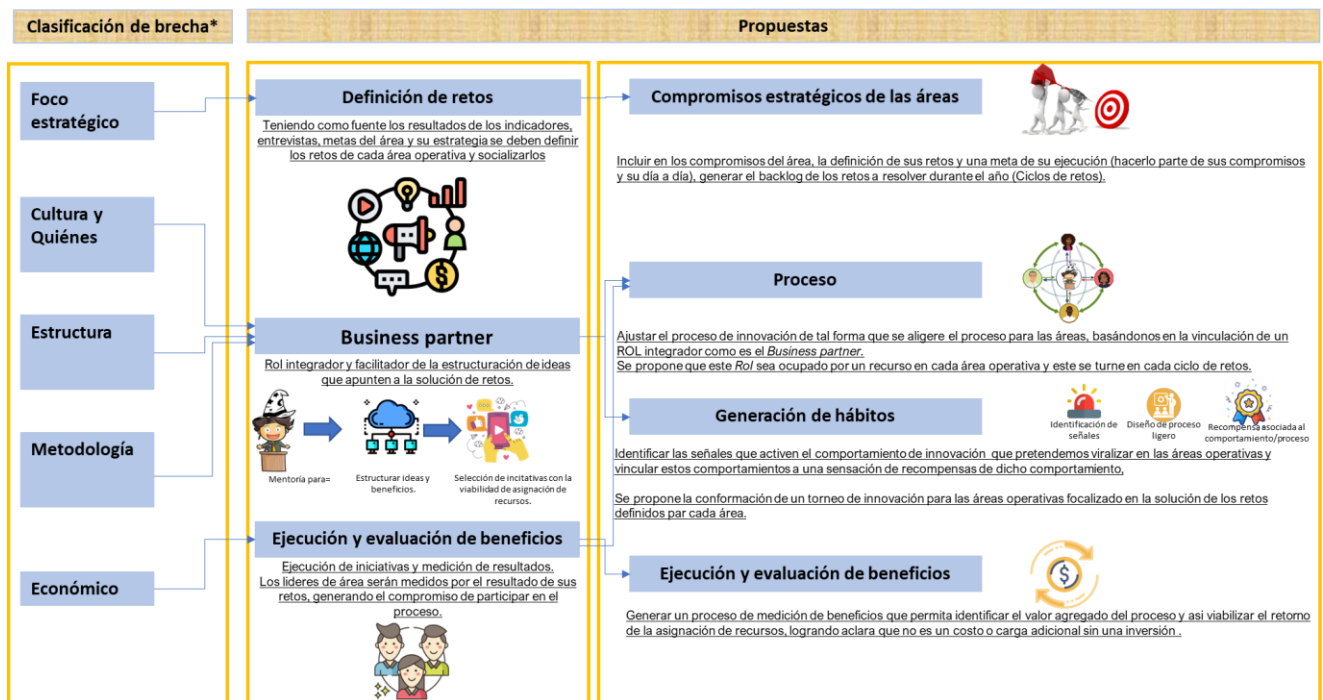 Clasificación de brecha*
Propuestas
Foco
estratégico
Cultura y
Quiénes
Estructura
Metodología
Económico
Definición de retos
Teniendo como fuente los resultados de los indicadores,
entrevistas, metas del área y su estrategia se deben definir
los retos de cada área operativa y socializarlos
Business partner
Rol integrador y facilitador de la estructuración de ideas
que apunten a la solución de retos.
Mentoría para=
Estructurar ideas y
beneficios.
Selección de incitativas con la
viabilidad de asignación de
recursos.
Ejecución y evaluación de beneficios
Ejecución de iniciativas y medición de resultados.
Los lideres de área serán medidos por el resultado de sus
retos, generando el compromiso de participar en el
proceso.
Compromisos estratégicos de las áreas
Incluir en los compromisos del área, la definición de sus retos y una meta de su ejecución (hacerlo parte de sus compromisos
y su día a día), generar el backlog de los retos a resolver durante el año (Ciclos de retos).
Proceso
Ajustar el proceso de innovación de tal forma que se aligere el proceso para las áreas, basándonos en la vinculación de un
ROL integrador como es el Business partner.
Se propone que este Rol sea ocupado por un recurso en cada área operativa y este se turne en cada ciclo de retos.
Generación de hábitos
Identificación de
señales
Diseño de proceso
ligero
Recompensa asociada al
comportamiento/proceso
Identificar las señales que activen el comportamiento de innovación que pretendemos viralizar en las áreas operativas y
vincular estos comportamientos a una sensación de recompensas de dicho comportamiento,
Se propone la conformación de un torneo de innovación para las áreas operativas focalizado en la solución de los retos
definidos par cada área.
Ejecución y evaluación de beneficios
Generar un proceso de medición de beneficios que permita identificar el valor agregado del proceso y asi viabilizar el retorno
de la asignación de recursos, logrando aclara que no es un costo o carga adicional sin una inversión .